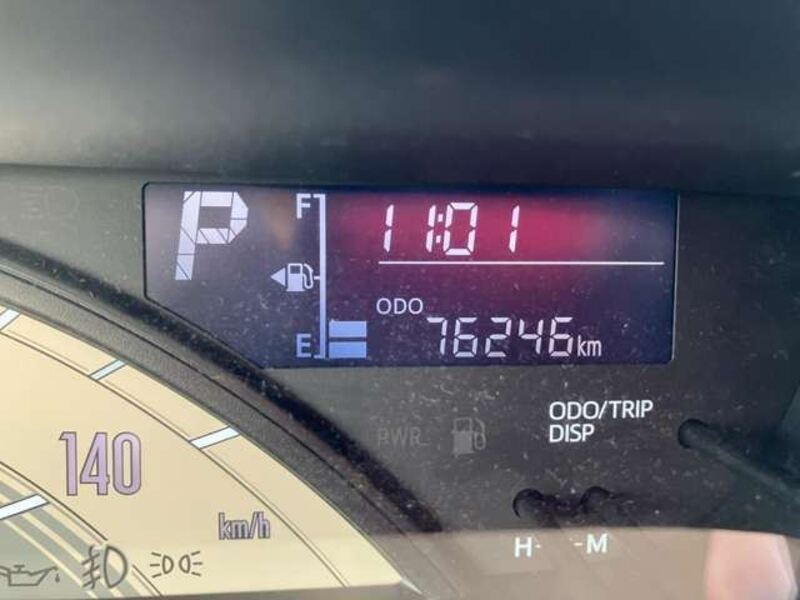 P
F
11:01
ODO
E
76246km
ODO/TRIP
DISP
PWR
140
km/h
H
M